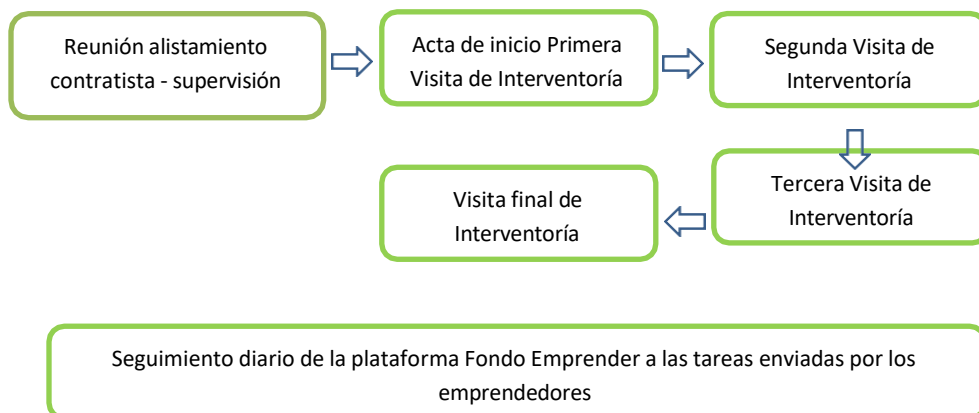 Reunión alistamiento
contratista - supervisión
Acta de inicio Primera
Visita de Interventoría
Segunda Visita de
Interventoría
Tercera Visita de
Interventoría
Visita final de
Interventoría
Seguimiento diario de la plataforma Fondo Emprender a las tareas enviadas por los
emprendedores